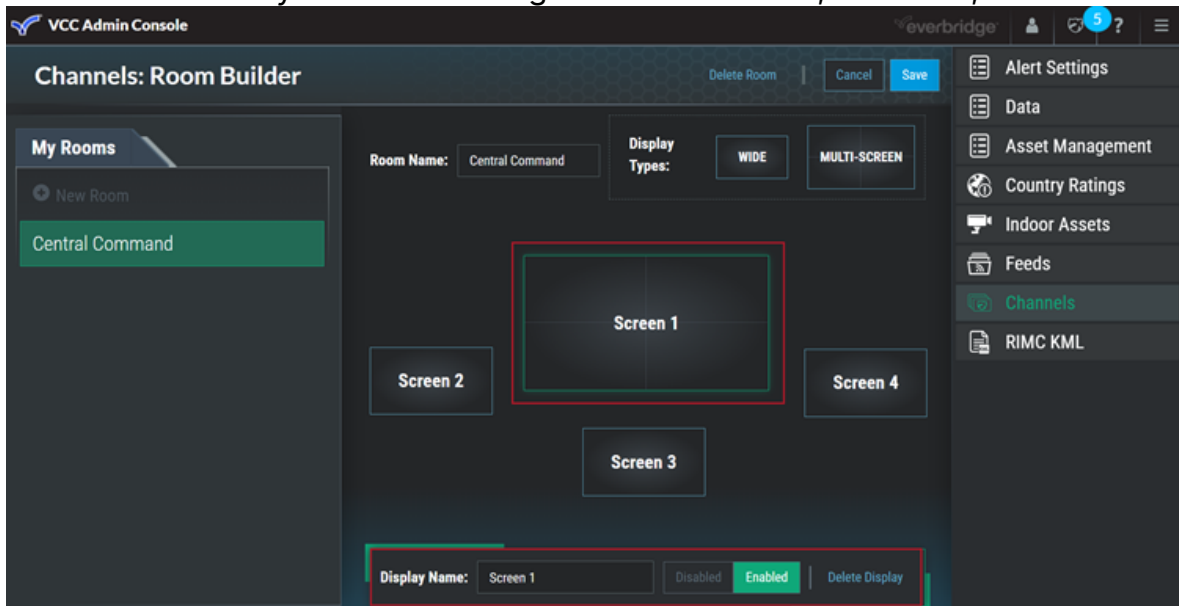 VCC Admin Console
everbridge
5
?
Channels: Room Builder
Delete Room
Cancel
Save
My Rooms
New Room
Central Command
Room Name:
Central Command
Display Types:
WIDE
MULTI-SCREEN
Screen 1
Screen 2
Screen 4
Screen 3
Display Name:
Screen 1
Disabled
Enabled
Delete Display
Alert Settings
Data
Asset Management
Country Ratings
Indoor Assets
Feeds
Channels
RIMC KML